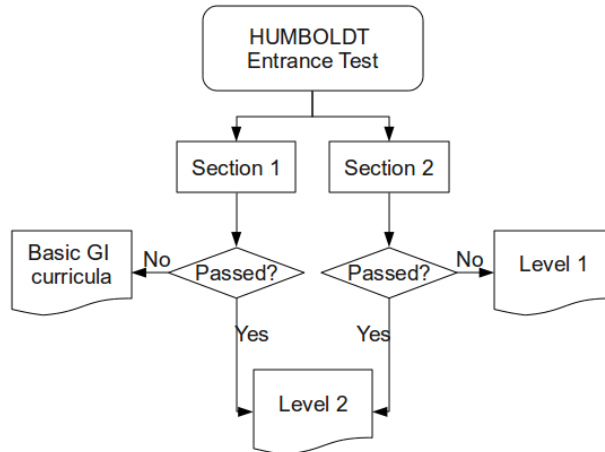 HUMBOLDT
Entrance Test
Section 1
Section 2
Basic GI
curricula
No
Passed?
Passed?
No
Level 1
Yes
Yes
Level 2